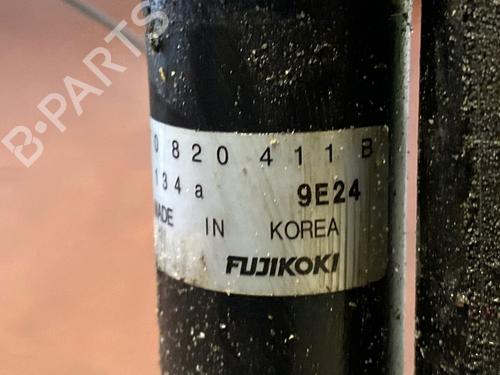 B-PARTS
0 820 411 B
134a 9E24
MADE IN KOREA
FUJIKOKI